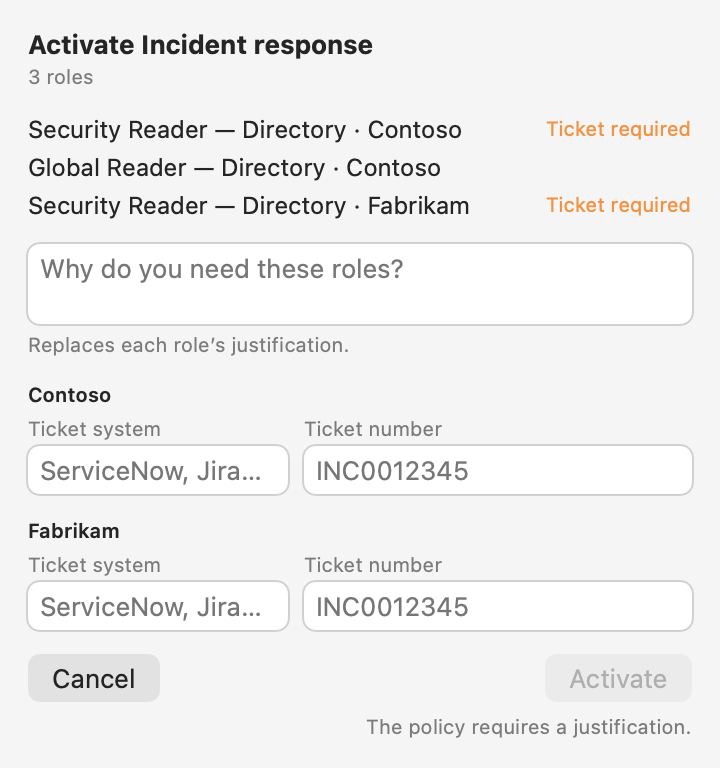 Activate Incident response
3 roles
Security Reader — Directory · Contoso Ticket required
Global Reader — Directory · Contoso
Security Reader — Directory · Fabrikam Ticket required
Why do you need these roles?
Replaces each role’s justification.
Contoso
Ticket system Ticket number
ServiceNow, Jira... INC0012345
Fabrikam
Ticket system Ticket number
ServiceNow, Jira... INC0012345
Cancel Activate
The policy requires a justification.